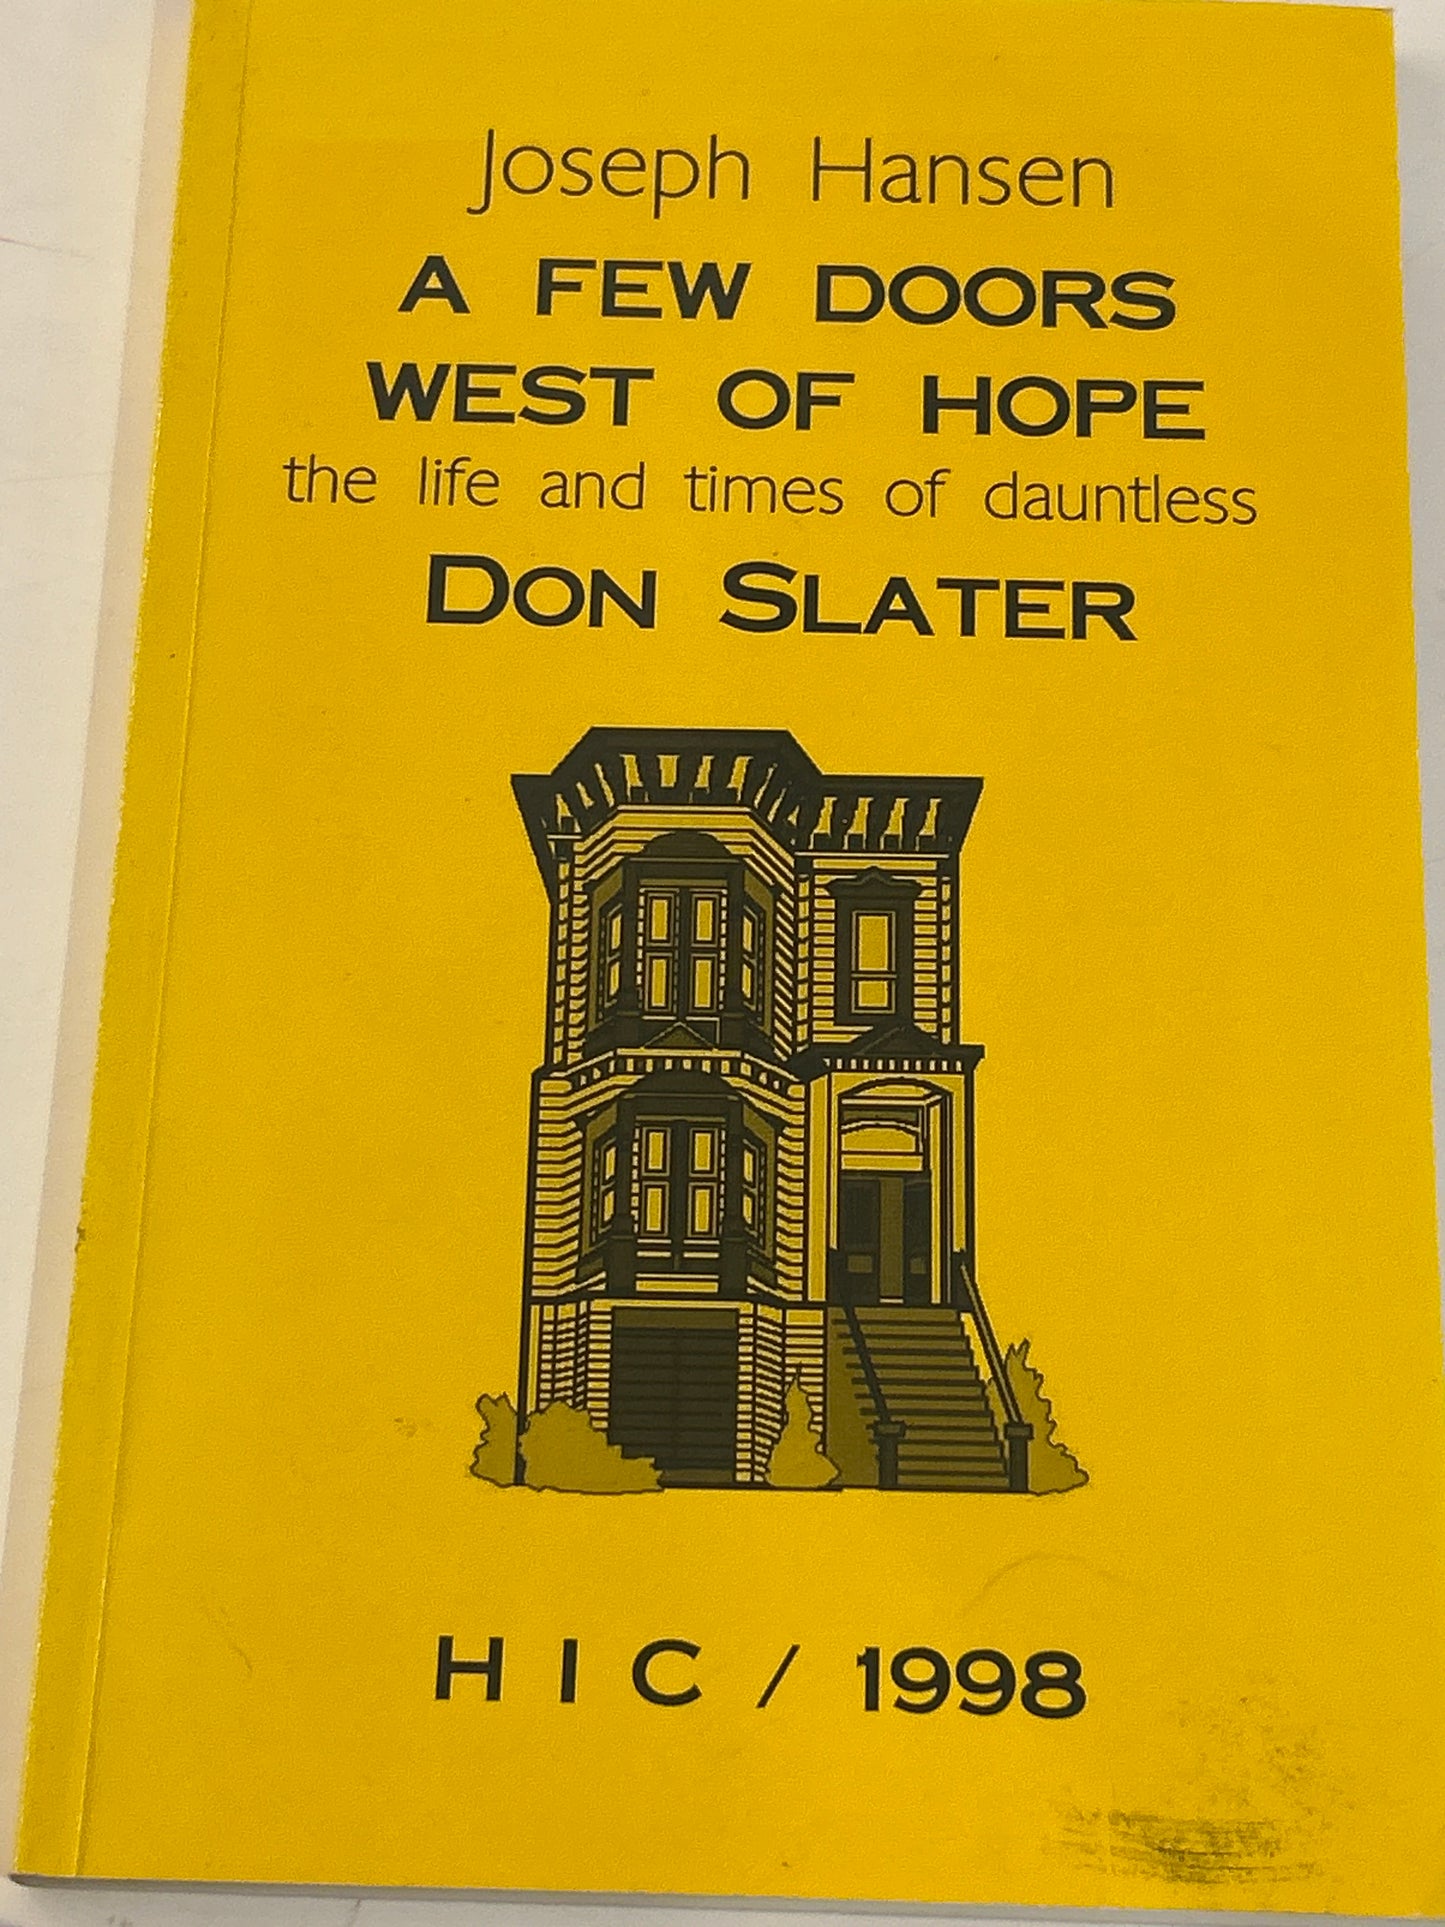 Joseph Hansen
A FEW DOORS
WEST OF HOPE
the life and times of dauntless
DON SLATER
H I C / 1998